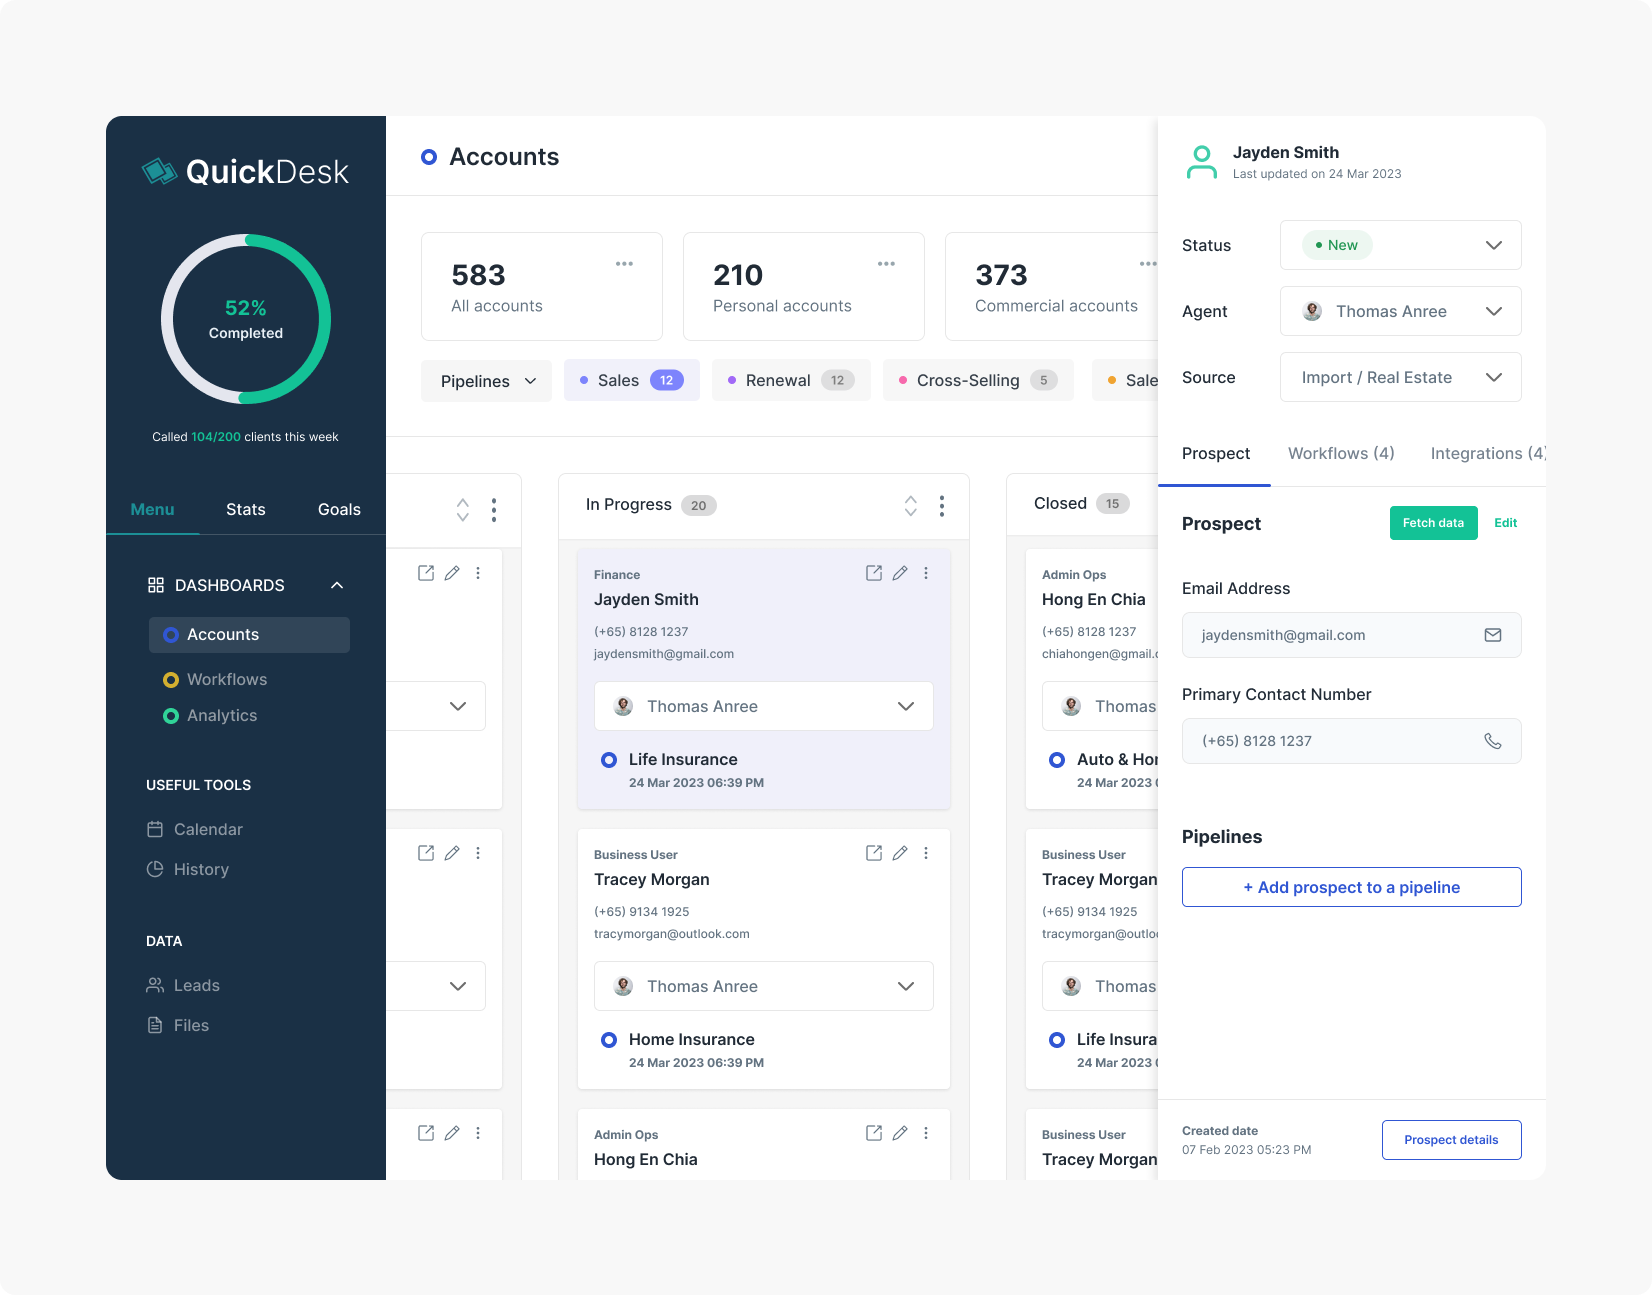 QuickDesk
52%
Completed
Called 104/200 clients this week
Menu
Stats
Goals
DASHBOARDS
Accounts
Workflows
Analytics
USEFUL TOOLS
Calendar
History
DATA
Leads
Files
Accounts
583
All accounts
210
Personal accounts
373
Commercial accounts
Pipelines
Sales 12
Renewal 12
Cross-Selling 5
Sale
In Progress 20
Finance
Jayden Smith
(+65) 8128 1237
jaydensmith@gmail.com
Thomas Anree
Life Insurance
24 Mar 2023 06:39 PM
Business User
Tracey Morgan
(+65) 9134 1925
tracymorgan@outlook.com
Thomas Anree
Home Insurance
24 Mar 2023 06:39 PM
Admin Ops
Hong En Chia
Closed 15
Admin Ops
Hong En Chia
(+65) 8128 1237
chiahongen@gmail.c
Thomas
Auto & Hor
24 Mar 2023
Business User
Tracey Morgan
(+65) 9134 1925
tracymorgan@outlo
Thomas
Life Insura
24 Mar 2023
Business User
Tracey Morgan
Jayden Smith
Last updated on 24 Mar 2023
Status
New
Agent
Thomas Anree
Source
Import / Real Estate
Prospect
Workflows (4)
Integrations (4)
Prospect
Fetch data
Edit
Email Address
jaydensmith@gmail.com
Primary Contact Number
(+65) 8128 1237
Pipelines
+ Add prospect to a pipeline
Created date
07 Feb 2023 05:23 PM
Prospect details